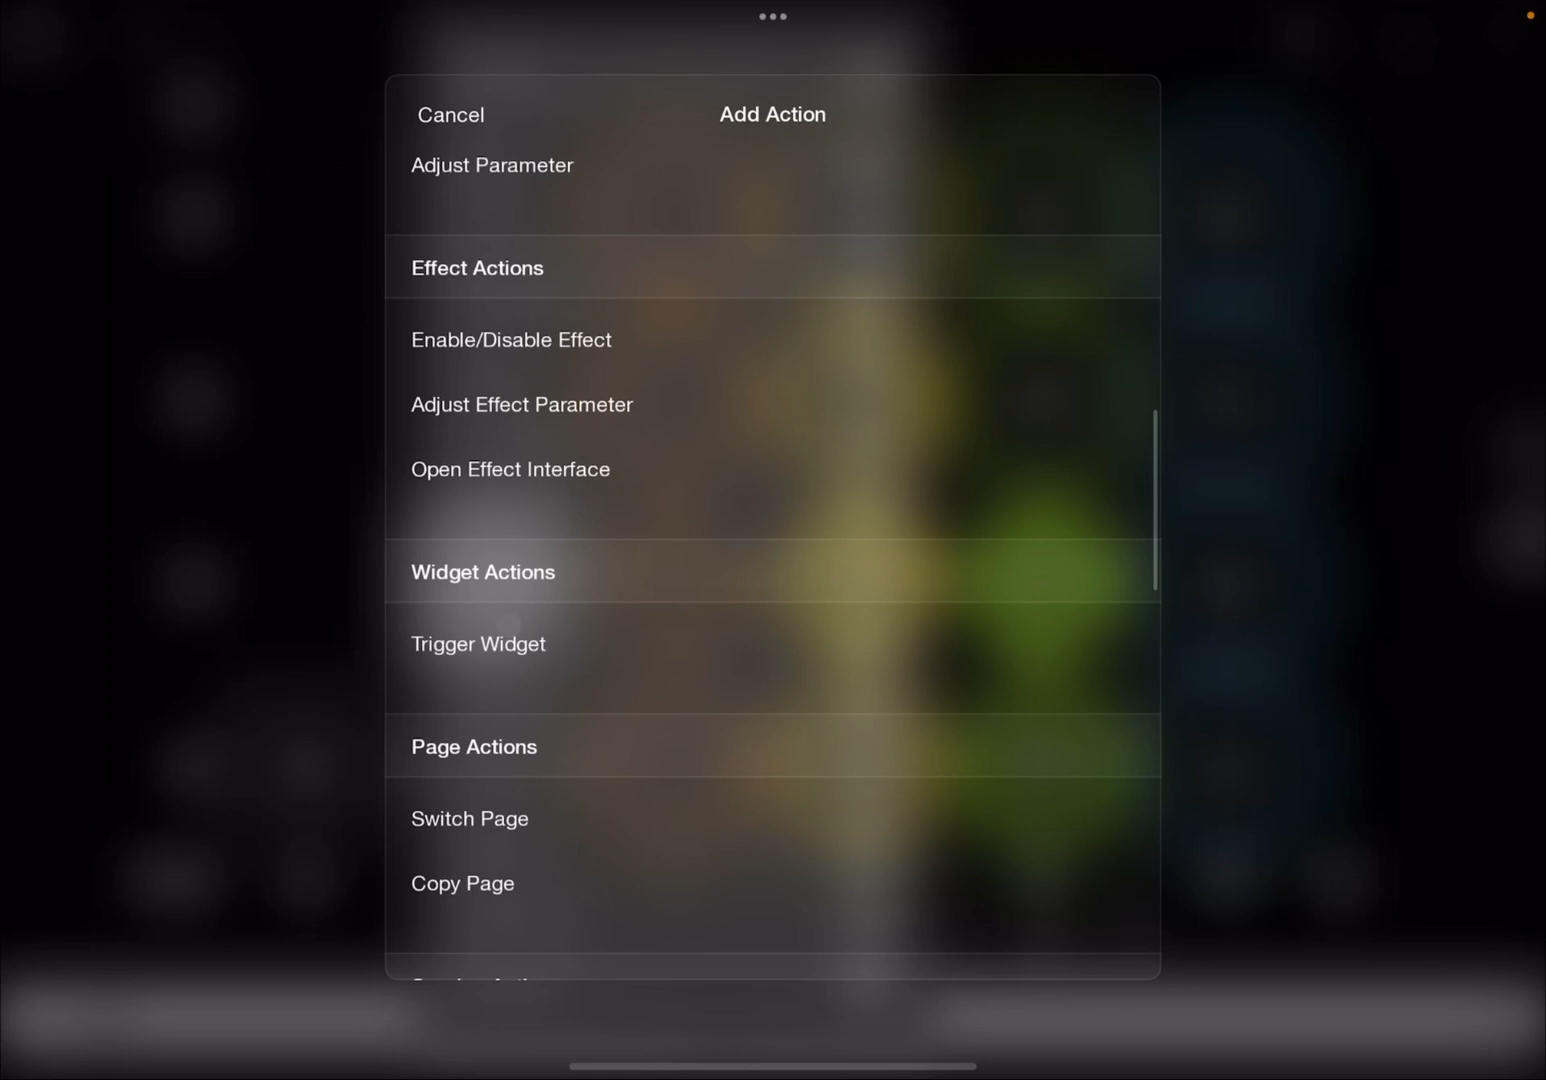 Cancel
Add Action
Adjust Parameter
Effect Actions
Enable/Disable Effect
Adjust Effect Parameter
Open Effect Interface
Widget Actions
Trigger Widget
Page Actions
Switch Page
Copy Page